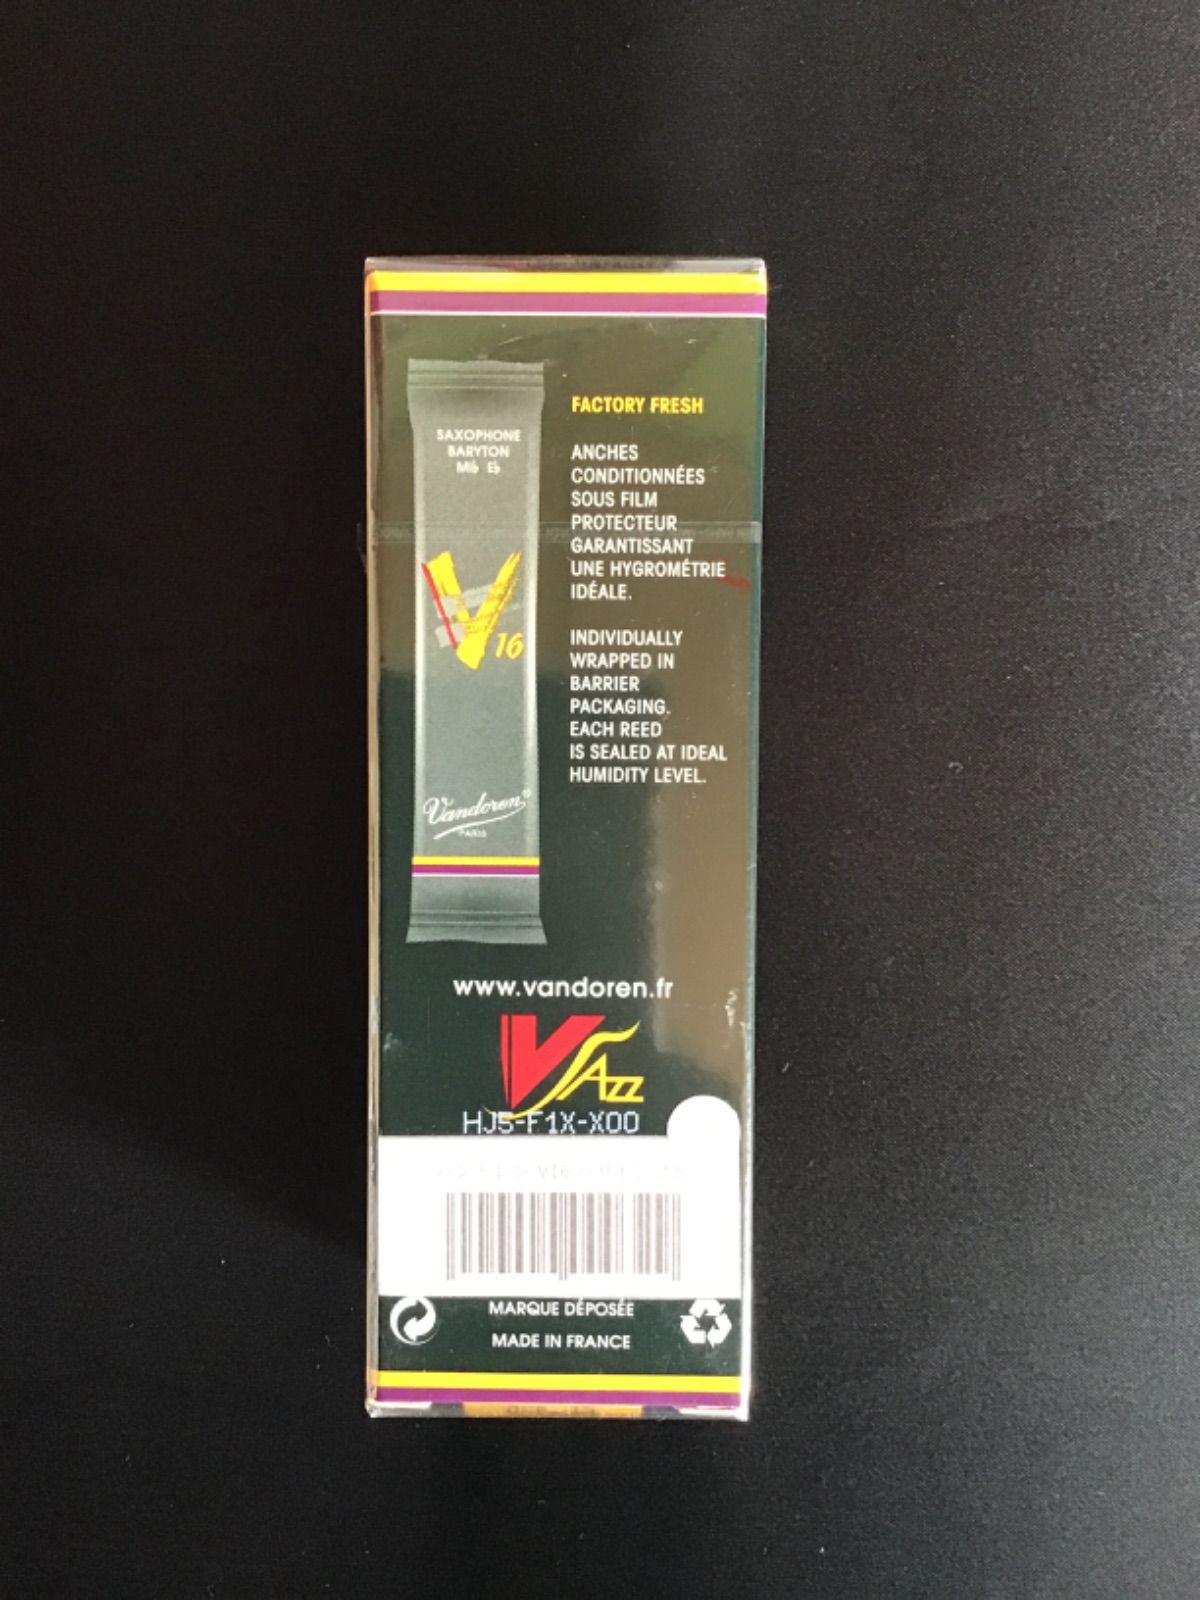 SAXOPHONE
BARYTON
Mi♭ E♭
V16
Vandoren®
PARIS
FACTORY FRESH
ANCHES
CONDITIONNÉES
SOUS FILM
PROTECTEUR
GARANTISSANT
UNE HYGROMÉTRIE
IDÉALE.
INDIVIDUALLY
WRAPPED IN
BARRIER
PACKAGING.
EACH REED
IS SEALED AT IDEAL
HUMIDITY LEVEL.
www.vandoren.fr
V JAZZ
HJ5-F1X-X00
MARQUE DÉPOSÉE
MADE IN FRANCE